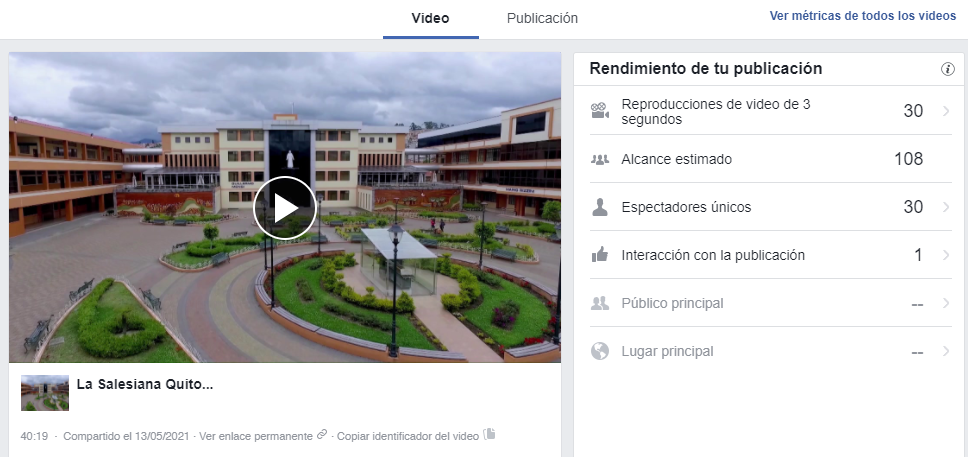 Video
Publicación
Ver métricas de todos los videos
Rendimiento de tu publicación
Reproducciones de video de 3
segundos
30
Alcance estimado
108
Espectadores únicos
30
Interacción con la publicación
1
Público principal
--
Lugar principal
--
La Salesiana Quito...
40:19 · Compartido el 13/05/2021 · Ver enlace permanente · Copiar identificador del video